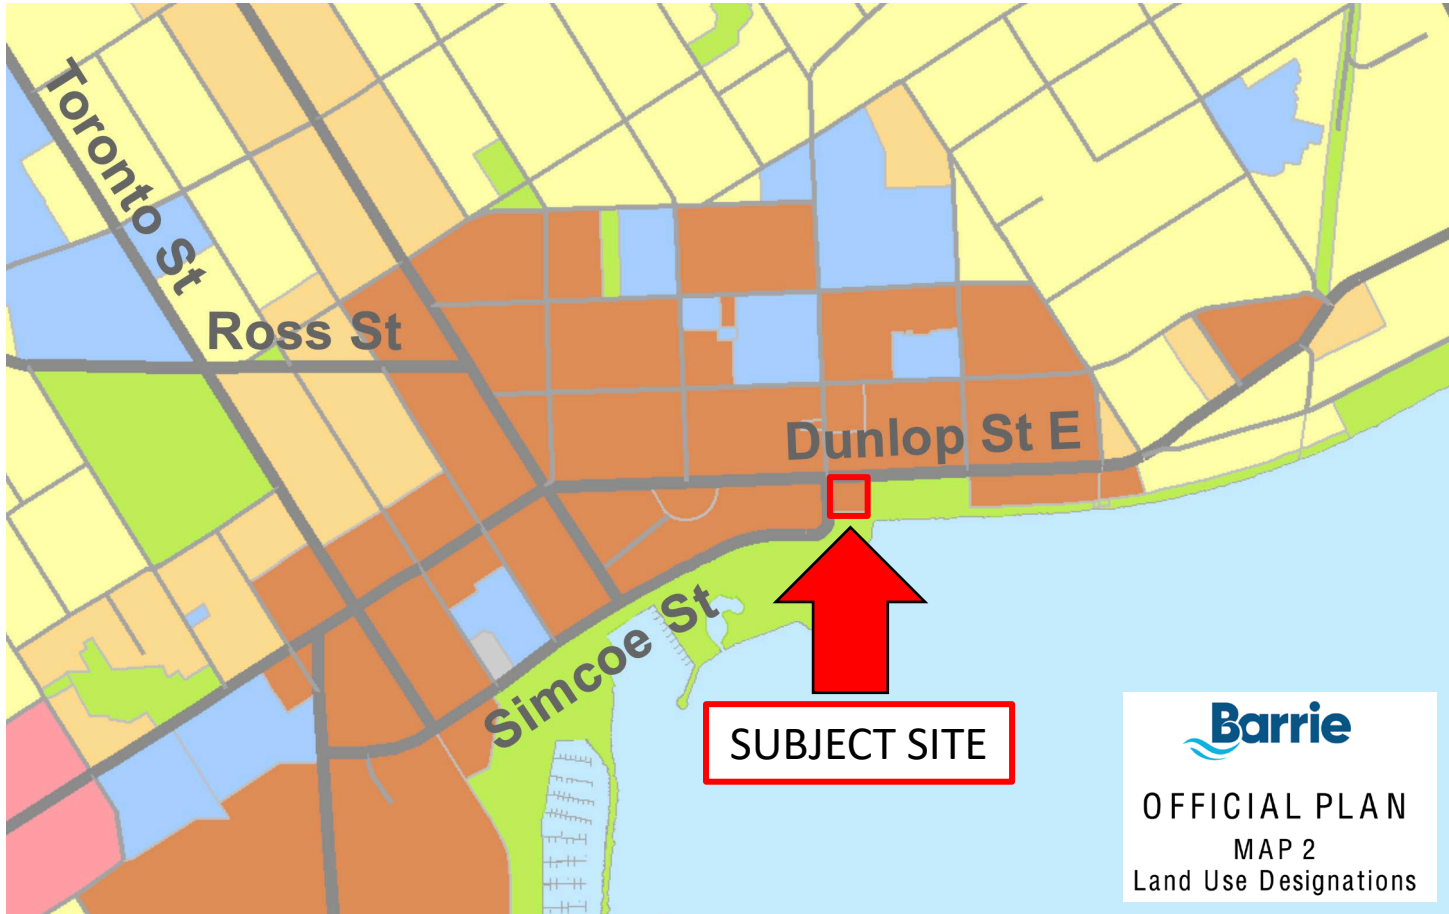 Toronto St
Ross St
Dunlop St E
Simcoe St
SUBJECT SITE
Barrie
OFFICIAL PLAN
MAP 2
Land Use Designations